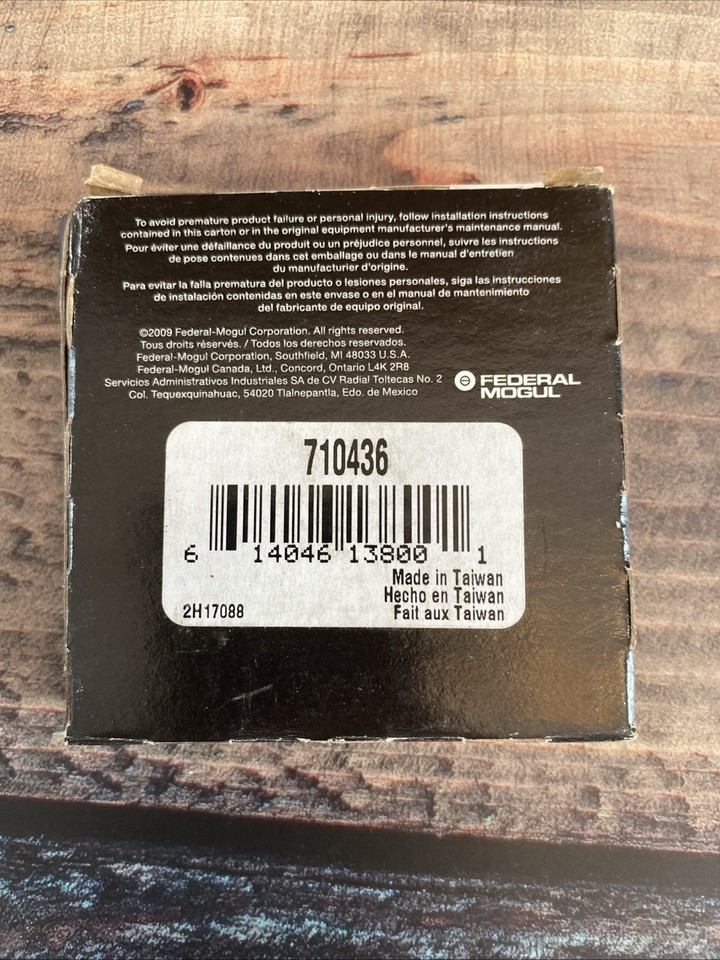 To avoid premature product failure or personal injury, follow installation instructions
contained in this carton or in the original equipment manufacturer's maintenance manual.
Pour éviter une défaillance du produit ou un préjudice personnel, suivre les instructions
de pose contenues dans cet emballage ou dans le manuel d'entretien
du manufacturier d'origine.
Para evitar la falla prematura del producto o lesiones personales, siga las instrucciones
de instalación contenidas en este envase o en el manual de mantenimiento
del fabricante de equipo original.
©2009 Federal-Mogul Corporation. All rights reserved.
Tous droits réservés. / Todos los derechos reservados.
Federal-Mogul Corporation, Southfield, MI 48033 U.S.A.
Federal-Mogul Canada, Ltd., Concord, Ontario L4K 2R8
Servicios Administrativos Industriales SA de CV Radial Toltecas No. 2
Col. Tequexquinahuac, 54020 Tlalnepantla, Edo. de Mexico
FEDERAL
MOGUL
710436
6 14046 13800 1
Made in Taiwan
Hecho en Taiwan
2H17088 Fait aux Taiwan